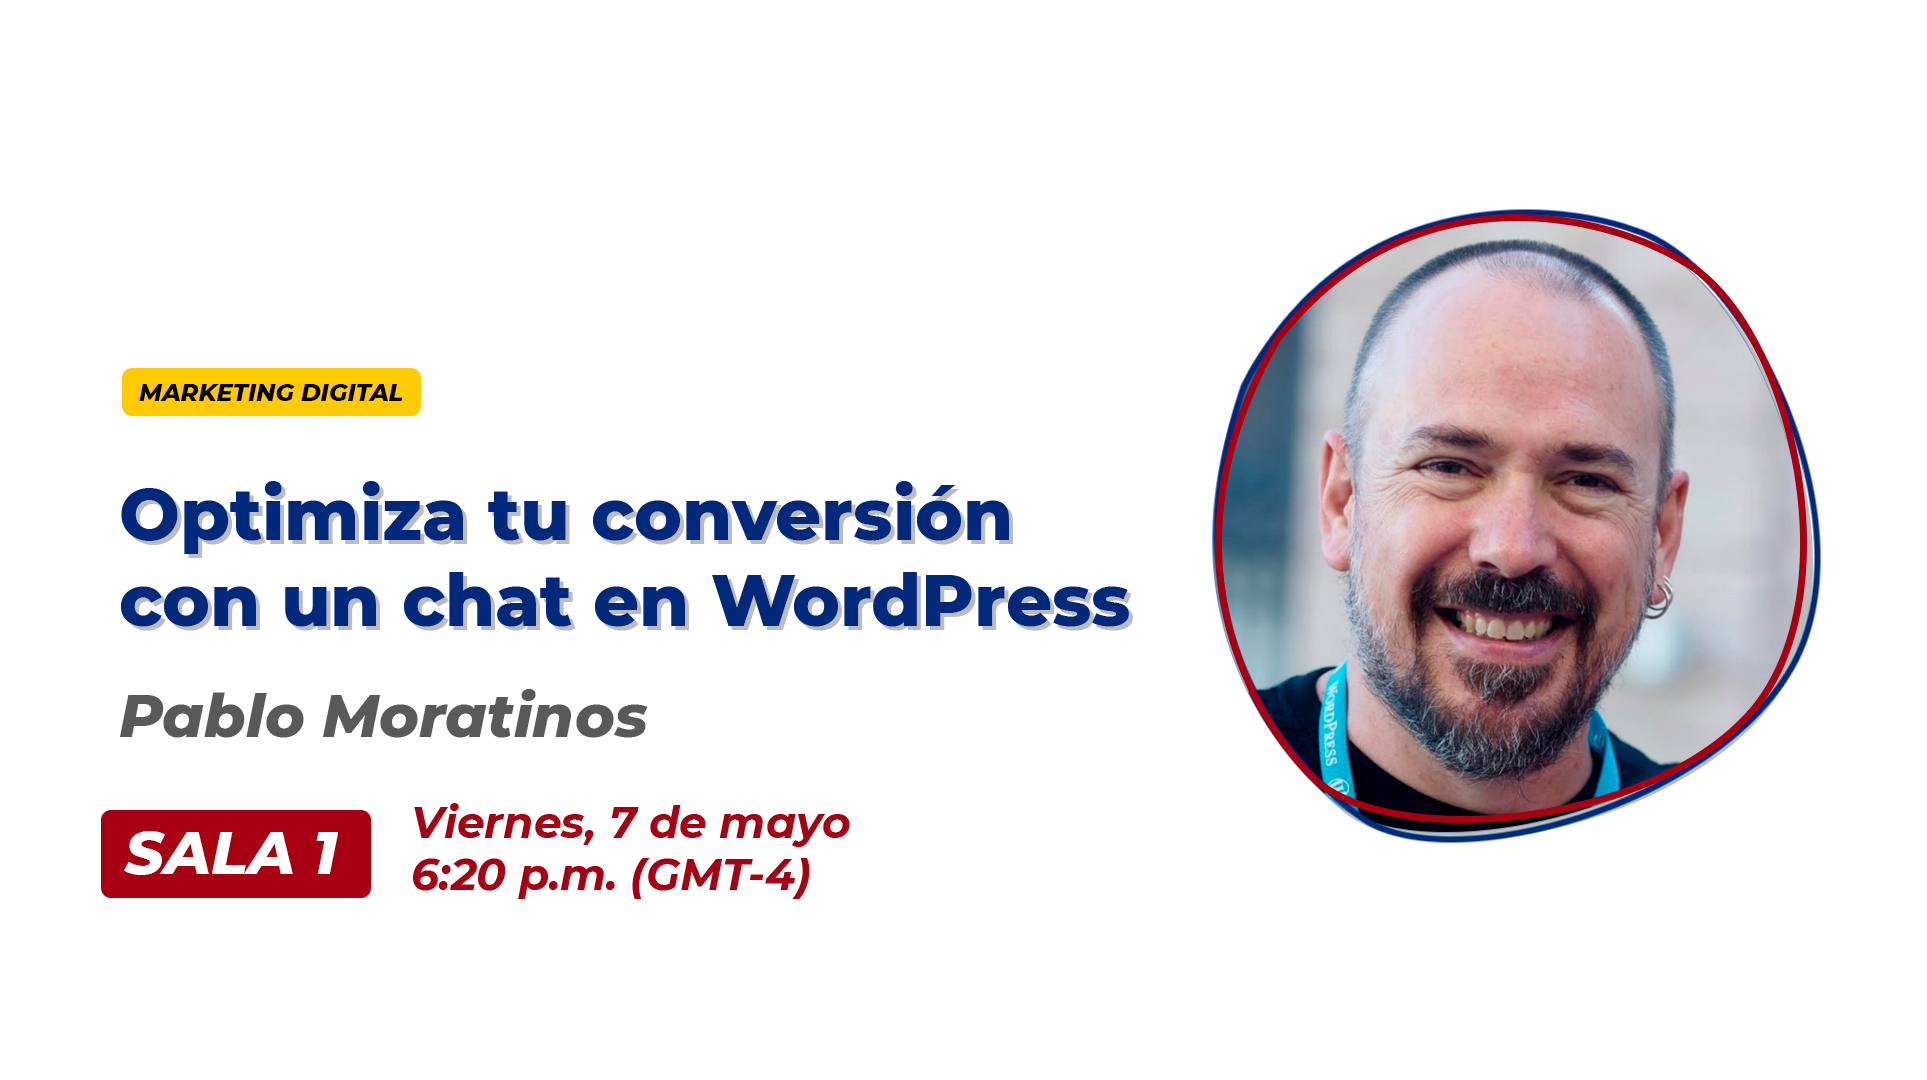 MARKETING DIGITAL
Optimiza tu conversión
con un chat en WordPress
Pablo Moratinos
SALA 1
Viernes, 7 de mayo
6:20 p.m. (GMT-4)
WORDPRESS